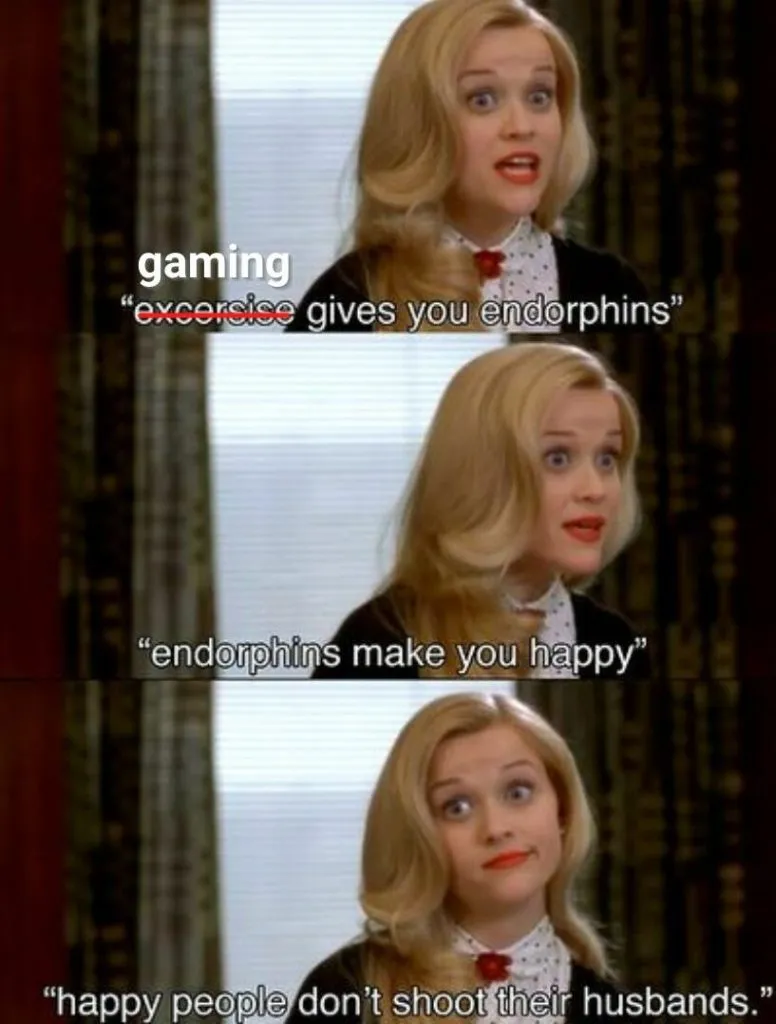 gaming
“excersise gives you endorphins”
“endorphins make you happy”
“happy people don’t shoot their husbands.”